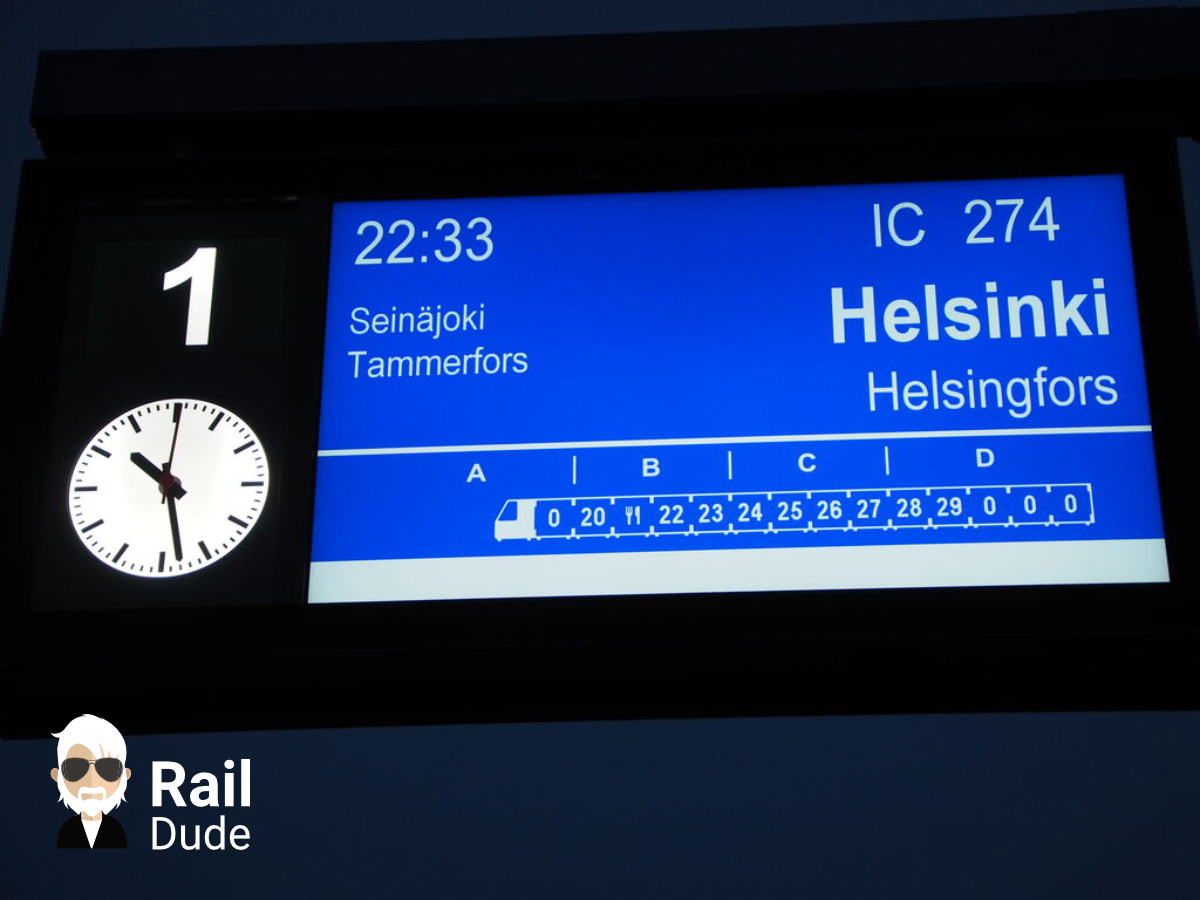 1
22:33
IC 274
Seinäjoki
Tammerfors
Helsinki
Helsingfors
A | B | C | D
0 20 22 23 24 25 26 27 28 29 0 0 0
Rail
Dude